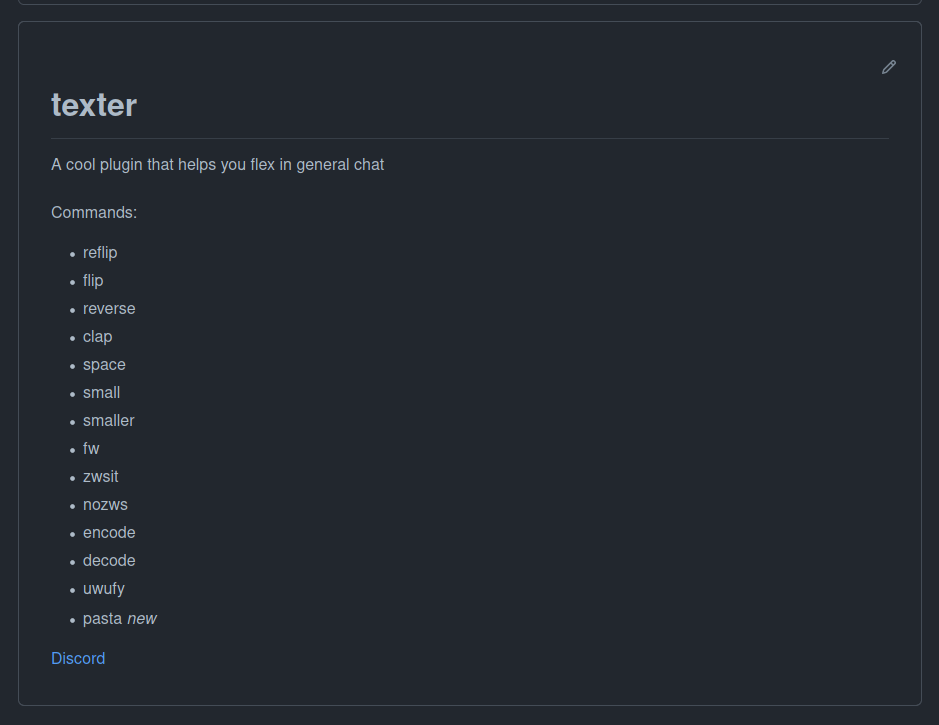 texter
A cool plugin that helps you flex in general chat
Commands:
reflip
flip
reverse
clap
space
small
smaller
fw
zwsit
nozws
encode
decode
uwufy
pasta new
Discord